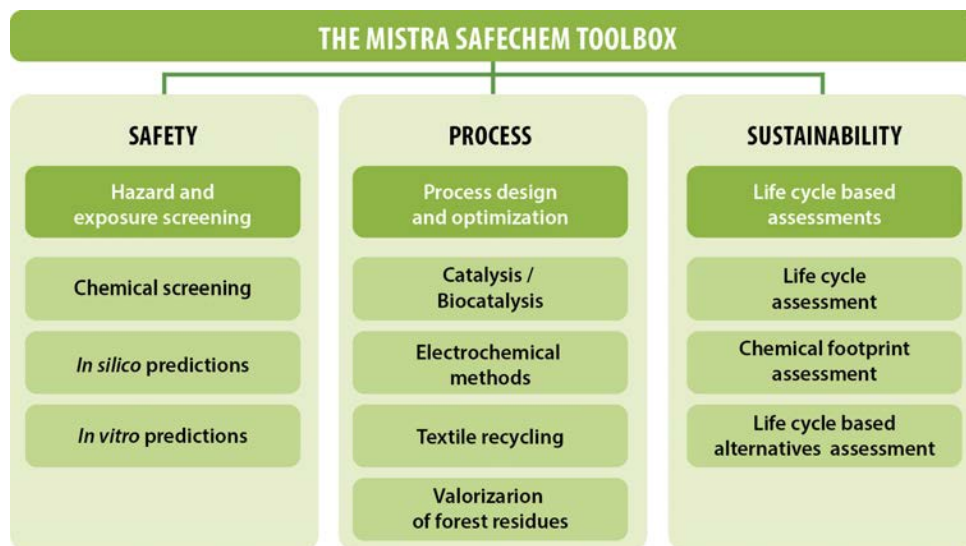 THE MISTRA SAFECHEM TOOLBOX
SAFETY
Hazard and
exposure screening
Chemical screening
In silico predictions
In vitro predictions
PROCESS
Process design
and optimization
Catalysis /
Biocatalysis
Electrochemical
methods
Textile recycling
Valorizarion
of forest residues
SUSTAINABILITY
Life cycle based
assessments
Life cycle
assessment
Chemical footprint
assessment
Life cycle based
alternatives assessment